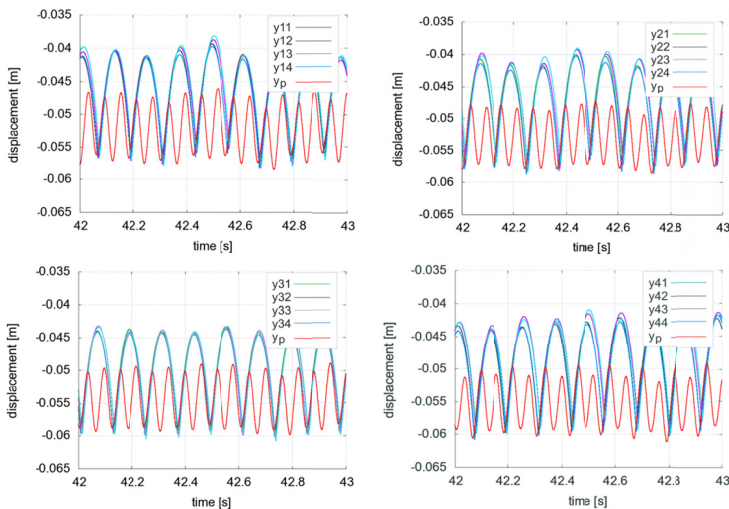 -0.035
y11
y12
y13
y14
yp
-0.04
-0.045
-0.05
-0.055
-0.06
-0.065
displacement [m]
42 42.2 42.4 42.6 42.8 43
time [s]
-0.035
y21
y22
y23
y24
yp
-0.04
-0.045
-0.05
-0.055
-0.06
-0.065
displacement [m]
42 42.2 42.4 42.6 42.8 43
time [s]
-0.035
y31
y32
y33
y34
yp
-0.04
-0.045
-0.05
-0.055
-0.06
-0.065
displacement [m]
42 42.2 42.4 42.6 42.8 43
time [s]
-0.035
y41
y42
y43
y44
yp
-0.04
-0.045
-0.05
-0.055
-0.06
-0.065
displacement [m]
42 42.2 42.4 42.6 42.8 43
time [s]